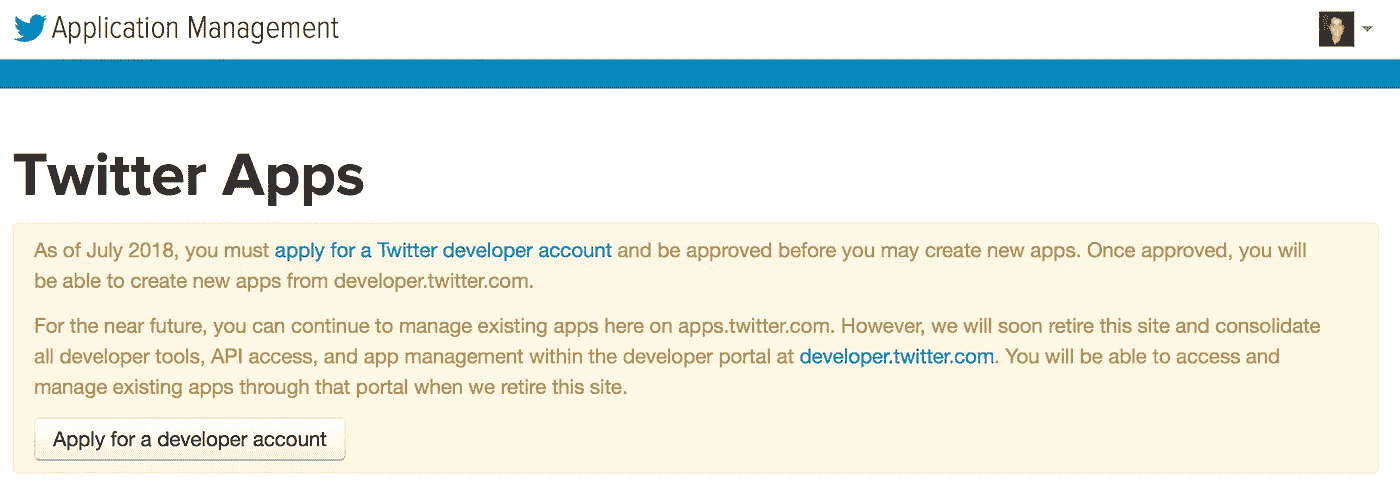 Application Management
Twitter Apps
As of July 2018, you must apply for a Twitter developer account and be approved before you may create new apps. Once approved, you will
be able to create new apps from developer.twitter.com.
For the near future, you can continue to manage existing apps here on apps.twitter.com. However, we will soon retire this site and consolidate
all developer tools, API access, and app management within the developer portal at developer.twitter.com. You will be able to access and
manage existing apps through that portal when we retire this site.
Apply for a developer account